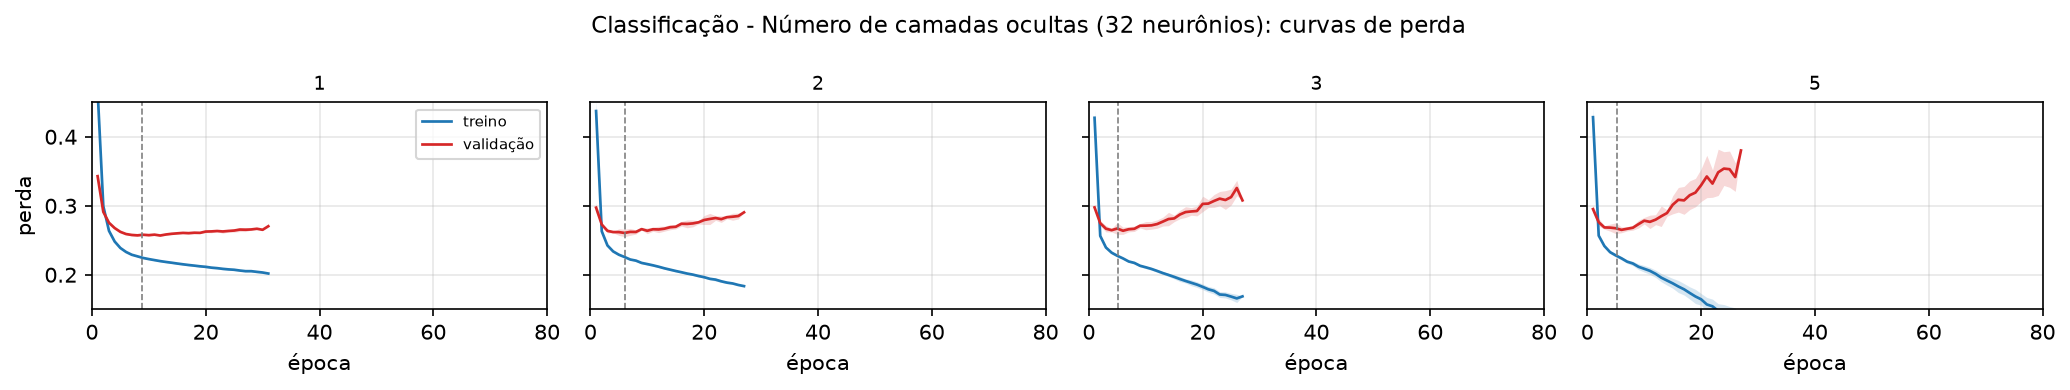 Classificação - Número de camadas ocultas (32 neurônios): curvas de perda
1
2
3
5
treino
validação
perda
0.4
0.3
0.2
0 20 40 60 80
0 20 40 60 80
0 20 40 60 80
0 20 40 60 80
época
época
época
época